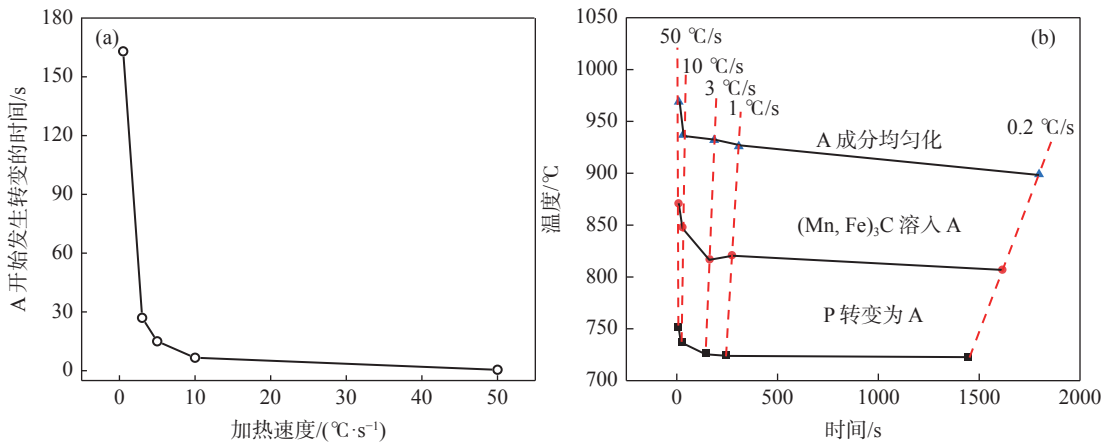 (a)
180
150
120
90
60
30
0
A 开始发生转变的时间/s
0 10 20 30 40 50
加热速度/(℃·s⁻¹)
(b)
1050
1000
950
900
850
800
750
700
温度/℃
50 ℃/s
10 ℃/s
3 ℃/s
1 ℃/s
0.2 ℃/s
A 成分均匀化
(Mn, Fe)₃C 溶入 A
P 转变为 A
0 500 1000 1500 2000
时间/s